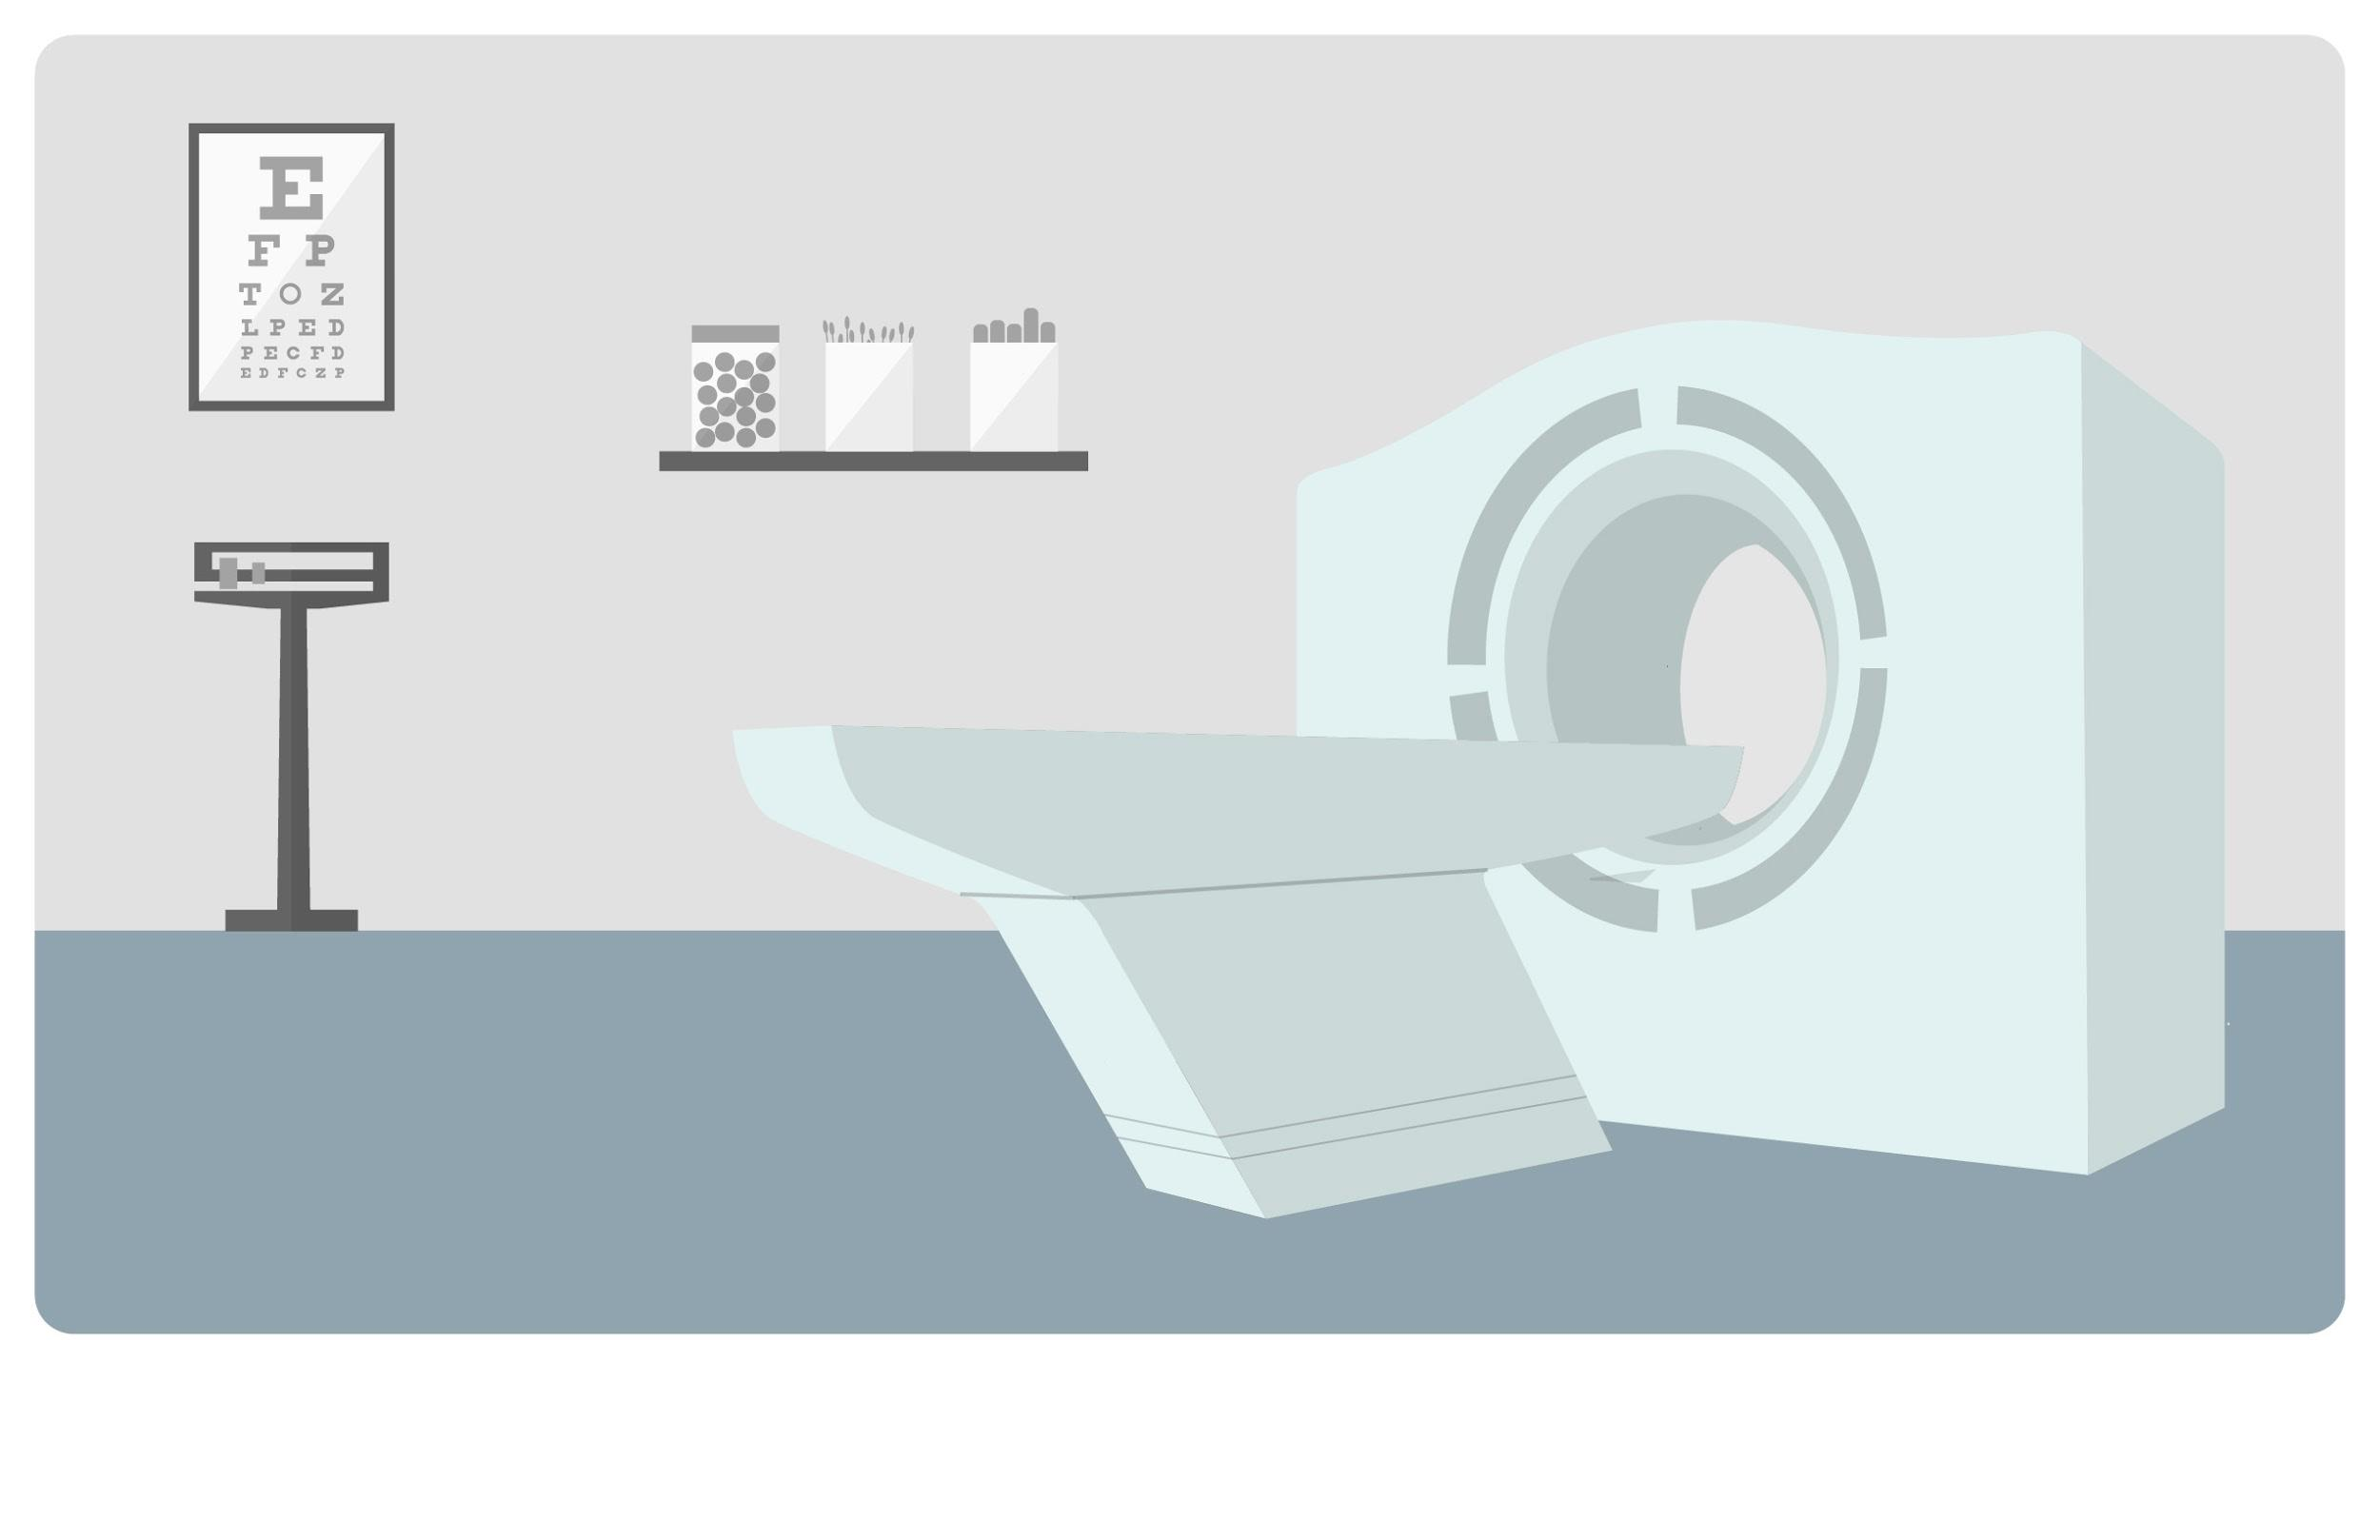 E
F P
T O Z
L P E D
P E C F D
E D F C Z P